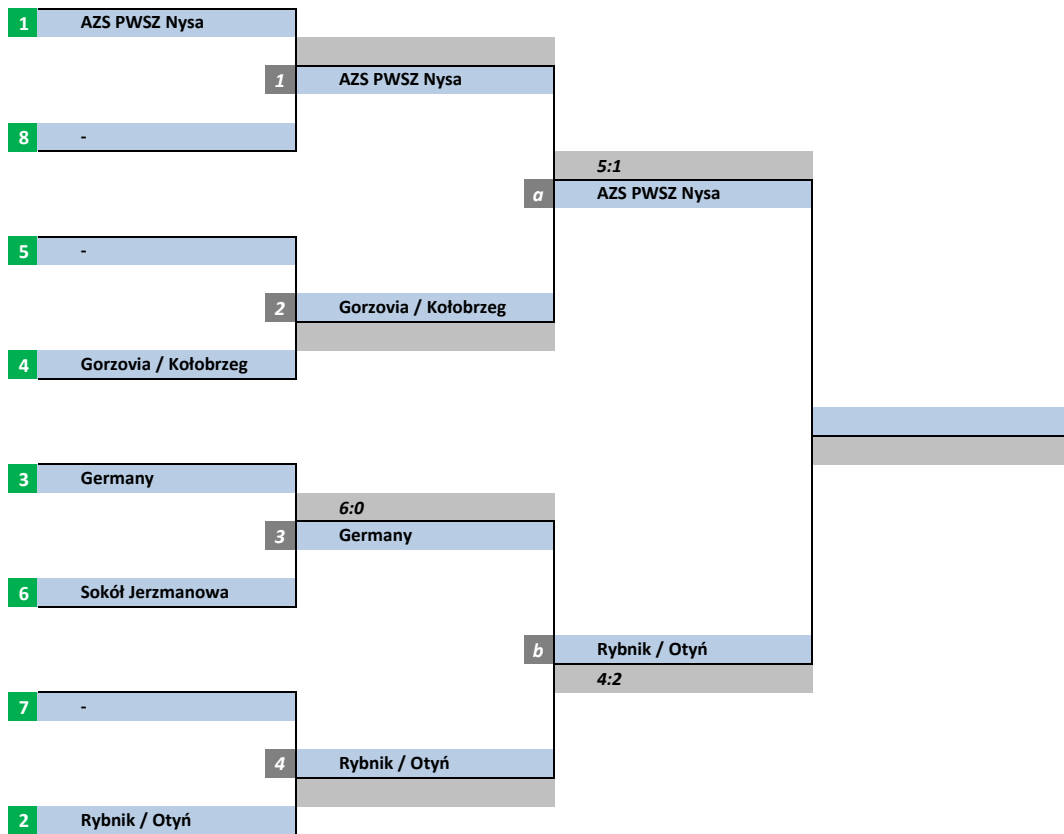 1 AZS PWSZ Nysa
1 AZS PWSZ Nysa
8 -
5:1
a AZS PWSZ Nysa
5 -
2 Gorzovia / Kołobrzeg
4 Gorzovia / Kołobrzeg
3 Germany
6:0
3 Germany
6 Sokół Jerzmanowa
b Rybnik / Otyń
4:2
7 -
4 Rybnik / Otyń
2 Rybnik / Otyń